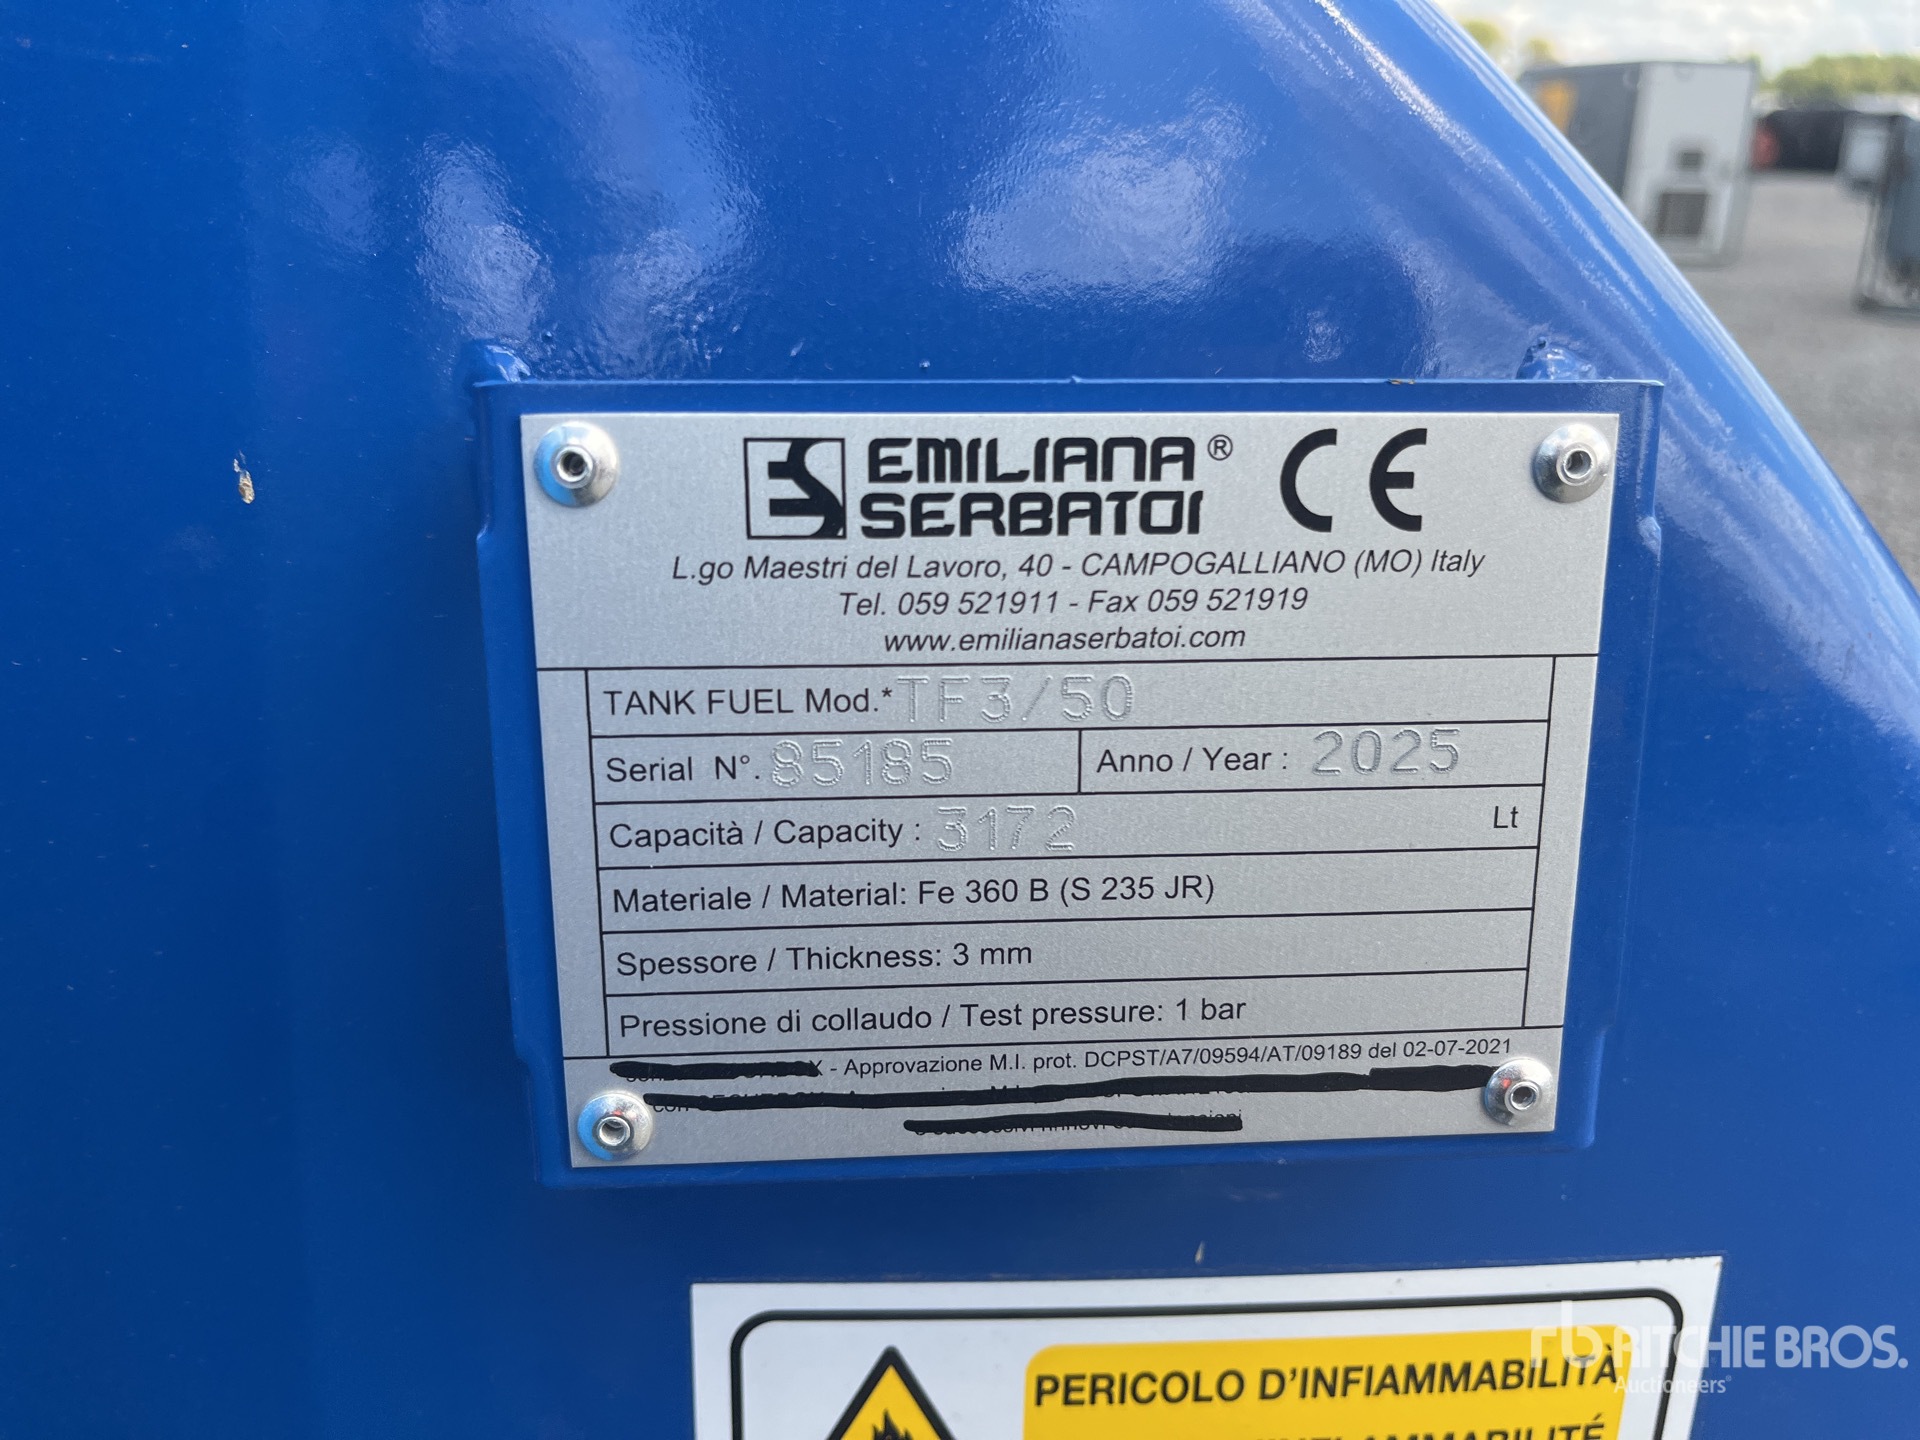 EMILIANA® CE
SERBATOI
L.go Maestri del Lavoro, 40 - CAMPOGALLIANO (MO) Italy
Tel. 059 521911 - Fax 059 521919
www.emilianaserbatoi.com
TANK FUEL Mod.* TF3/50
Serial N°. 85185 Anno / Year : 2025
Capacità / Capacity : 3172 Lt
Materiale / Material: Fe 360 B (S 235 JR)
Spessore / Thickness: 3 mm
Pressione di collaudo / Test pressure: 1 bar
- Approvazione M.I. prot. DCPST/A7/09594/AT/09189 del 02-07-2021
PERICOLO D'INFIAMMABILITÀ
RITCHIE BROS.
Auctioneers